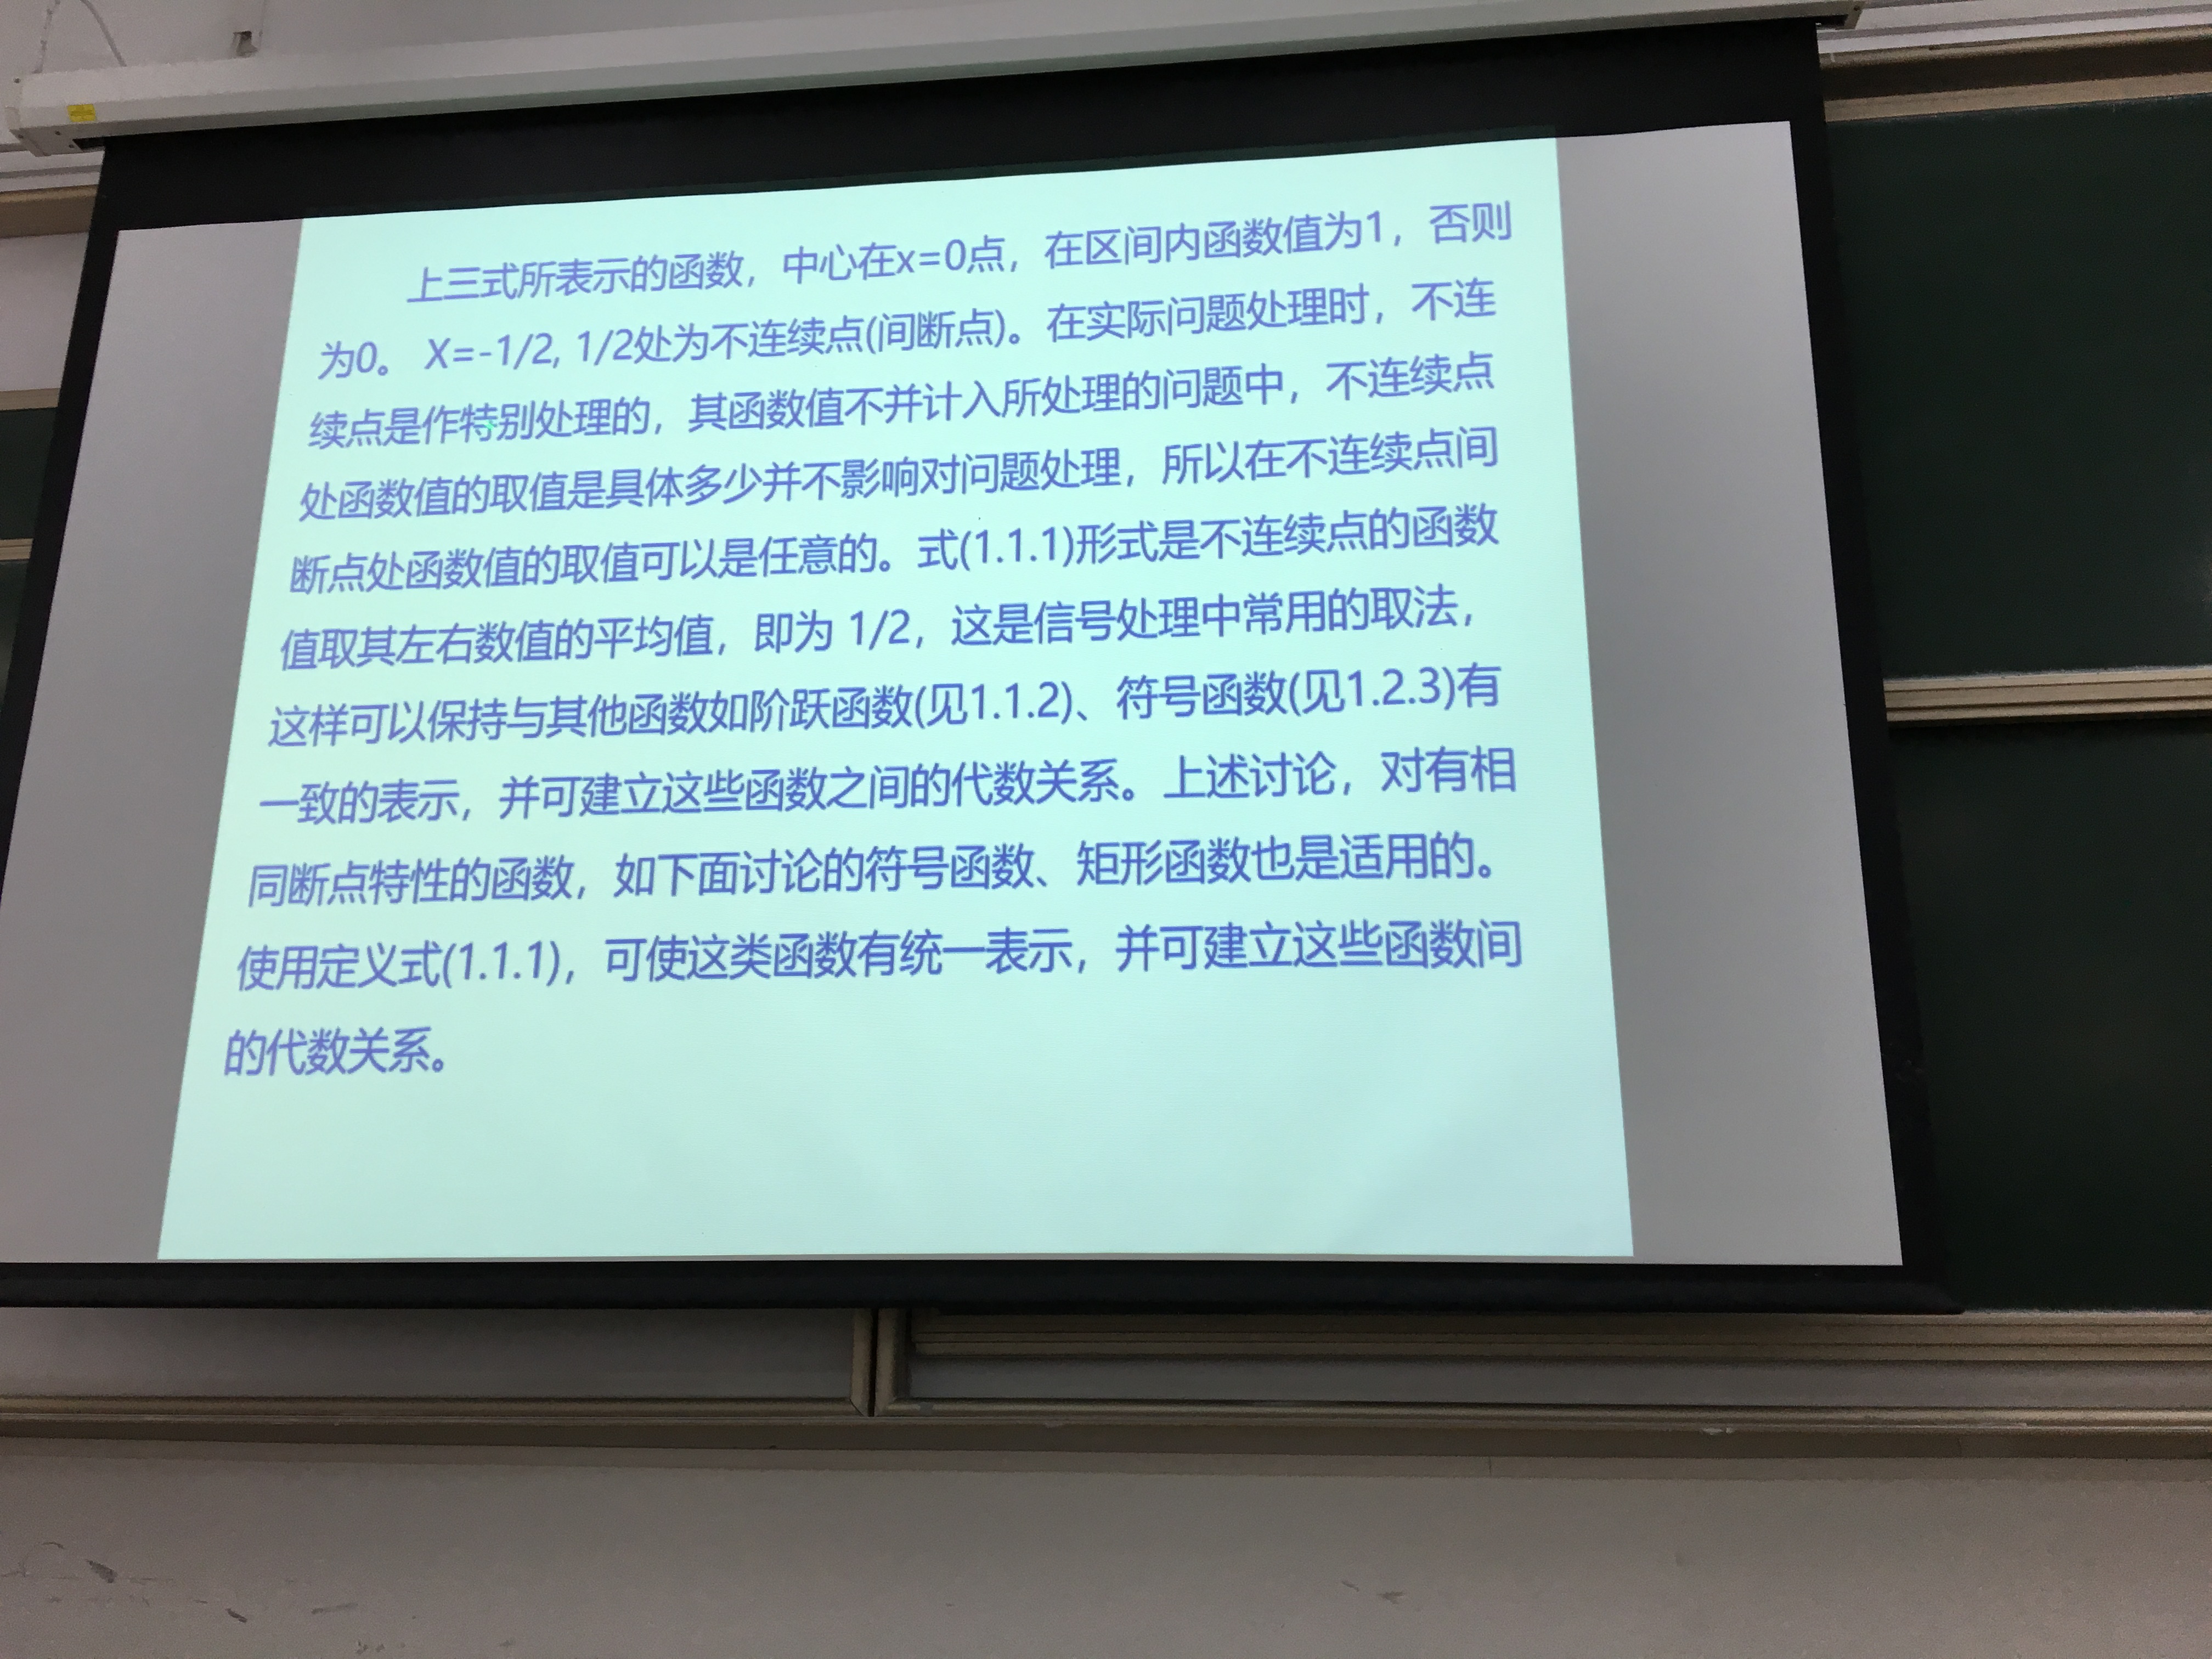 上三式所表示的函数，中心在x=0点，在区间内函数值为1，否则
为0。 X=-1/2, 1/2处为不连续点(间断点)。在实际问题处理时，不连
续点是作特别处理的，其函数值不并计入所处理的问题中，不连续点
处函数值的取值是具体多少并不影响对问题处理，所以在不连续点间
断点处函数值的取值可以是任意的。式(1.1.1)形式是不连续点的函数
值取其左右数值的平均值，即为 1/2，这是信号处理中常用的取法，
这样可以保持与其他函数如阶跃函数(见1.1.2)、符号函数(见1.2.3)有
一致的表示，并可建立这些函数之间的代数关系。上述讨论，对有相
同断点特性的函数，如下面讨论的符号函数、矩形函数也是适用的。
使用定义式(1.1.1)，可使这类函数有统一表示，并可建立这些函数间
的代数关系。